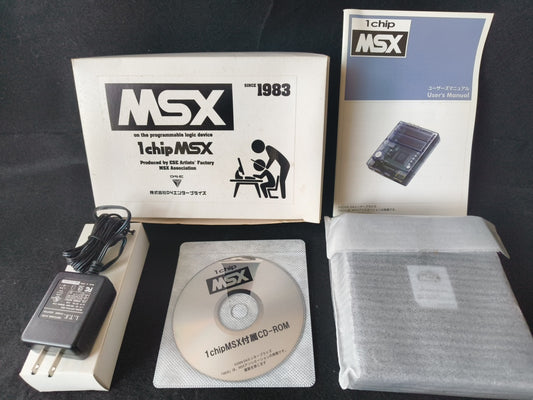 MSX
SINCE 1983
on the programmable logic device
1chip MSX
Produced by ESE Artists' Factory
MSX Association
D4E
株式会社D4エンタープライズ
1chip
MSX
ユーザーズマニュアル
User's Manual
L.T.E
1chip
MSX
1chipMSX付属CD-ROM